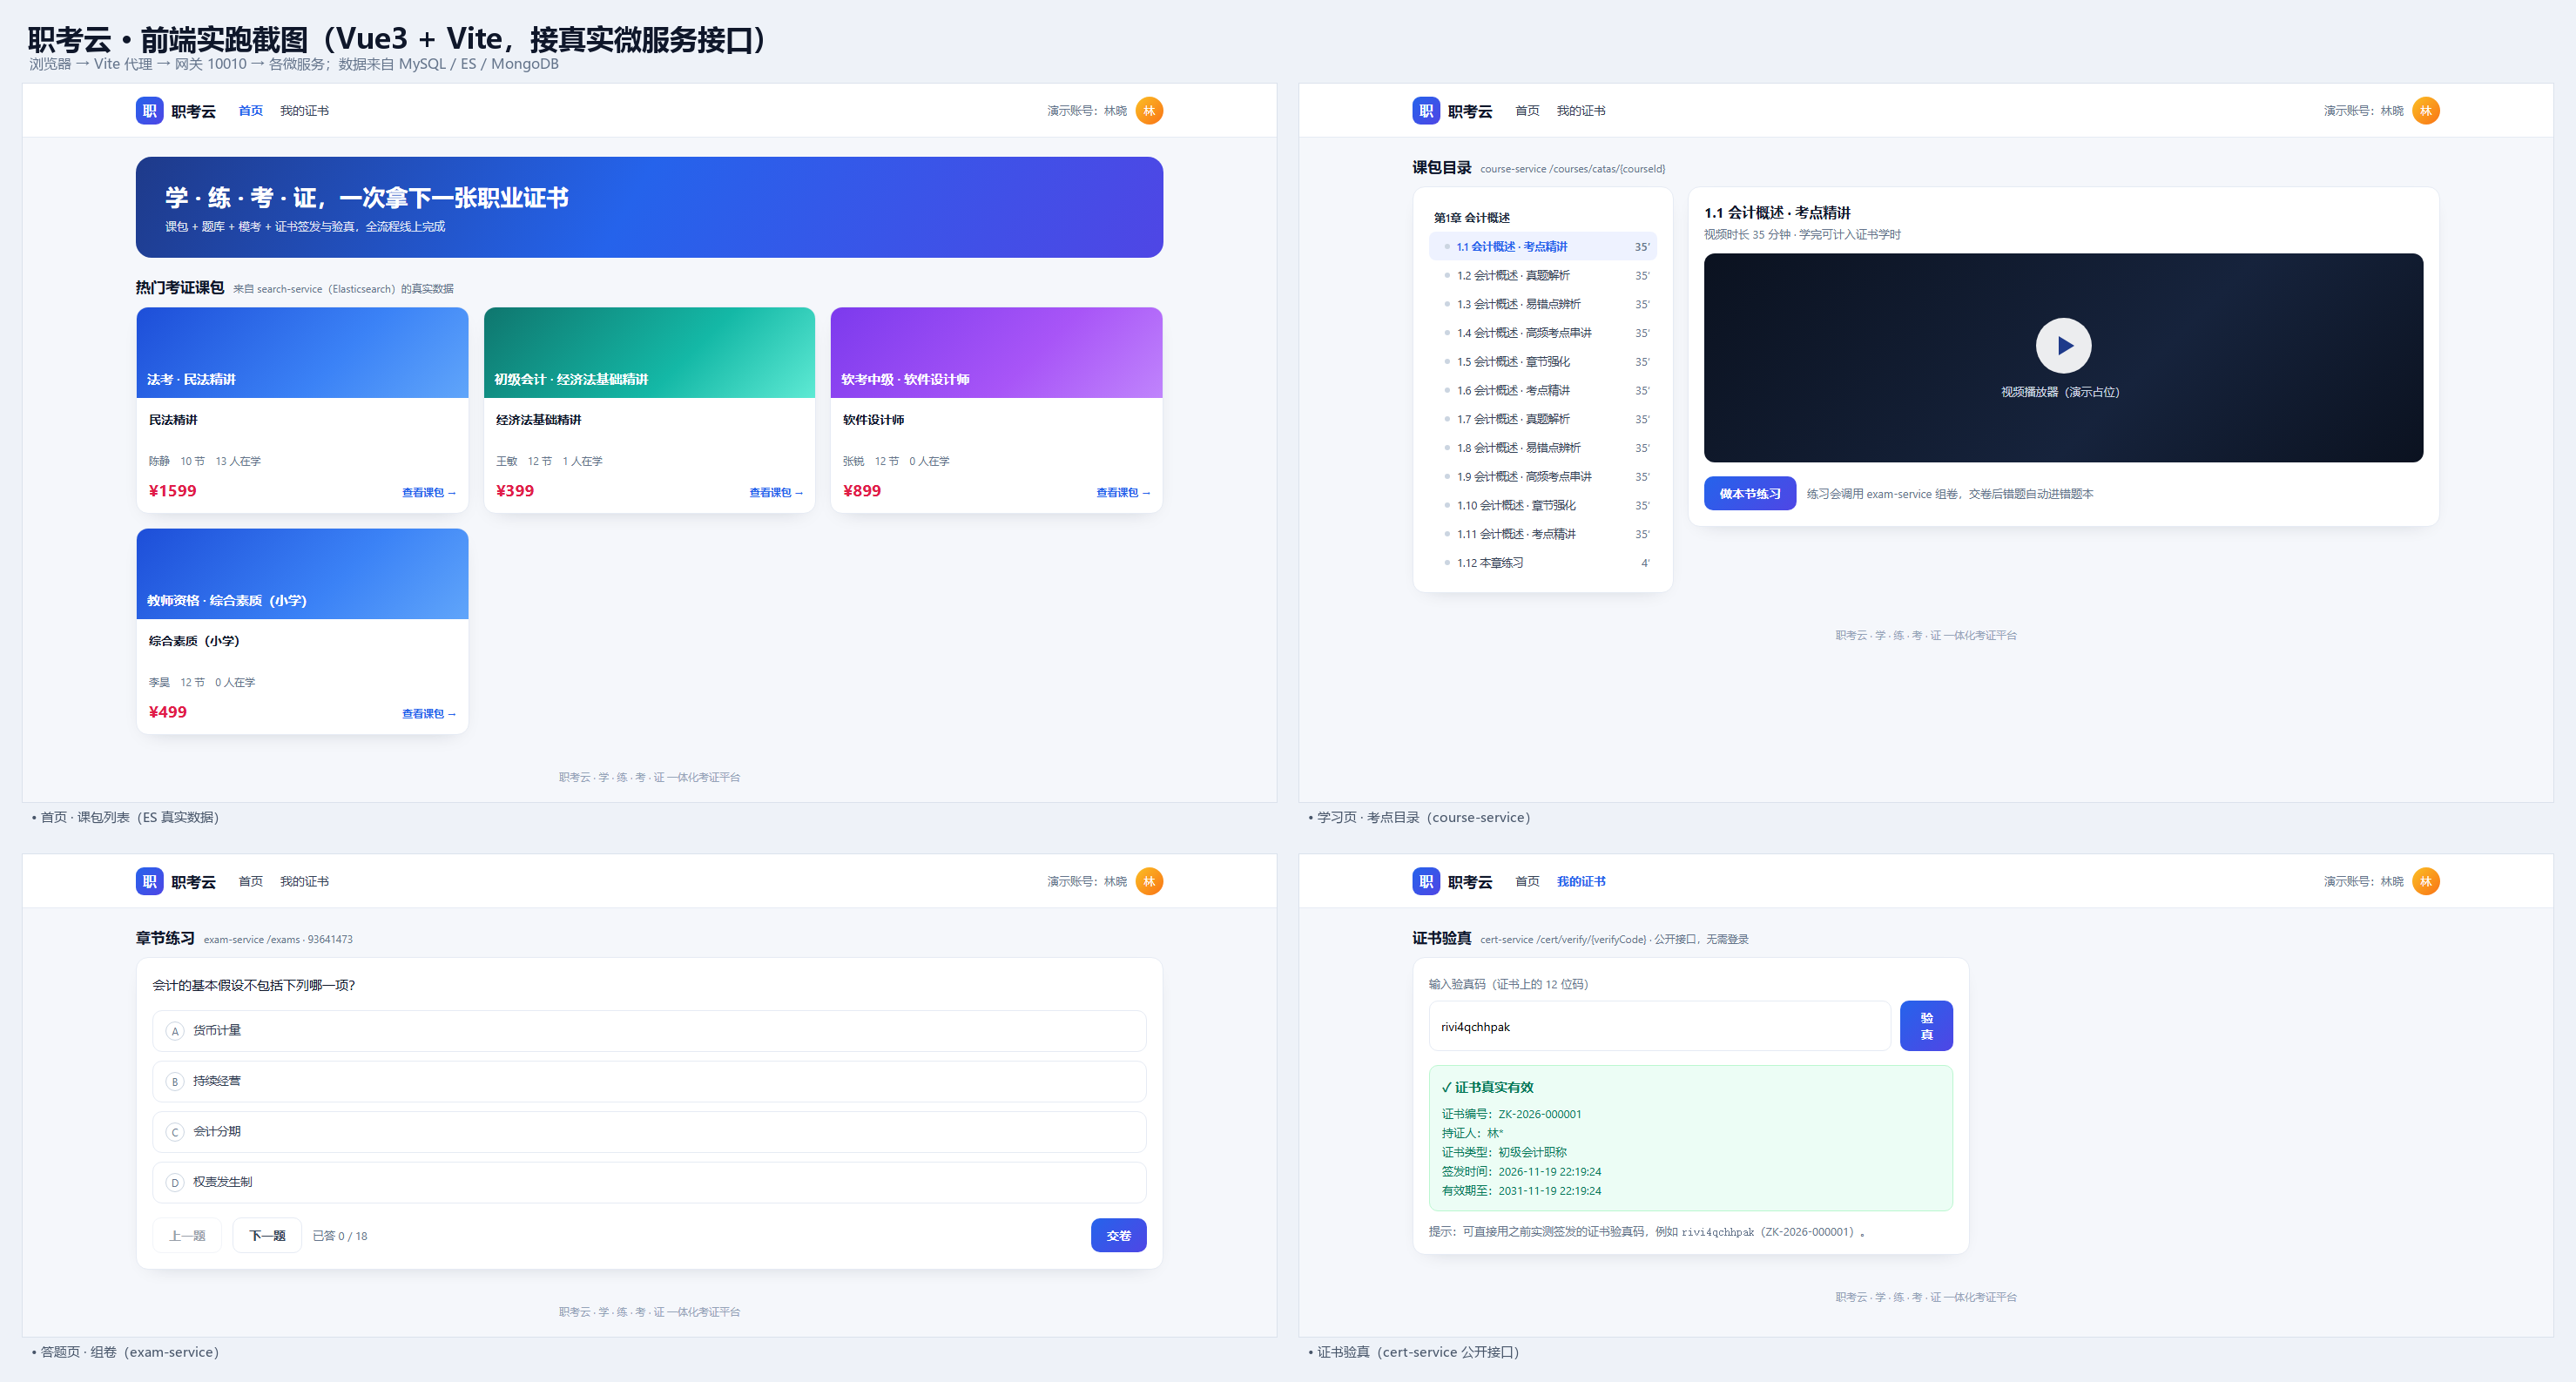 职考云 • 前端实跑截图（Vue3 + Vite，接真实微服务接口）
浏览器 → Vite 代理 → 网关 10010 → 各微服务；数据来自 MySQL / ES / MongoDB
职 职考云 首页 我的证书 演示账号：林晓 林
学 · 练 · 考 · 证，一次拿下一张职业证书
课包 + 题库 + 模考 + 证书签发与验真，全流程线上完成
热门考证课包 来自 search-service（Elasticsearch）的真实数据
法考 · 民法精讲
民法精讲
陈静 10 节 13 人在学
¥1599 查看课包 →
初级会计 · 经济法基础精讲
经济法基础精讲
王敏 12 节 1 人在学
¥399 查看课包 →
软考中级 · 软件设计师
软件设计师
张锐 12 节 0 人在学
¥899 查看课包 →
教师资格 · 综合素质（小学）
综合素质（小学）
李昊 12 节 0 人在学
¥499 查看课包 →
职考云 · 学 · 练 · 考 · 证 一体化考证平台
• 首页 · 课包列表（ES 真实数据）
职 职考云 首页 我的证书 演示账号：林晓 林
课包目录 course-service /courses/catas/{courseId}
第1章 会计概述
1.1 会计概述 · 考点精讲 35'
1.2 会计概述 · 真题解析 35'
1.3 会计概述 · 易错点辨析 35'
1.4 会计概述 · 高频考点串讲 35'
1.5 会计概述 · 章节强化 35'
1.6 会计概述 · 考点精讲 35'
1.7 会计概述 · 真题解析 35'
1.8 会计概述 · 易错点辨析 35'
1.9 会计概述 · 高频考点串讲 35'
1.10 会计概述 · 章节强化 35'
1.11 会计概述 · 考点精讲 35'
1.12 本章练习 4'
1.1 会计概述 · 考点精讲
视频时长 35 分钟 · 学完可计入证书学时
视频播放器（演示占位）
做本节练习 练习会调用 exam-service 组卷，交卷后错题自动进错题本
职考云 · 学 · 练 · 考 · 证 一体化考证平台
• 学习页 · 考点目录（course-service）
职 职考云 首页 我的证书 演示账号：林晓 林
章节练习 exam-service /exams · 93641473
会计的基本假设不包括下列哪一项？
A 货币计量
B 持续经营
C 会计分期
D 权责发生制
上一题 下一题 已答 0 / 18 交卷
职考云 · 学 · 练 · 考 · 证 一体化考证平台
• 答题页 · 组卷（exam-service）
职 职考云 首页 我的证书 演示账号：林晓 林
证书验真 cert-service /cert/verify/{verifyCode} · 公开接口，无需登录
输入验真码（证书上的 12 位码）
rivi4qchhpak
验
真
✓ 证书真实有效
证书编号：ZK-2026-000001
持证人：林*
证书类型：初级会计职称
签发时间：2026-11-19 22:19:24
有效期至：2031-11-19 22:19:24
提示：可直接用之前实测签发的证书验真码，例如 rivi4qchhpak（ZK-2026-000001）。
职考云 · 学 · 练 · 考 · 证 一体化考证平台
• 证书验真（cert-service 公开接口）